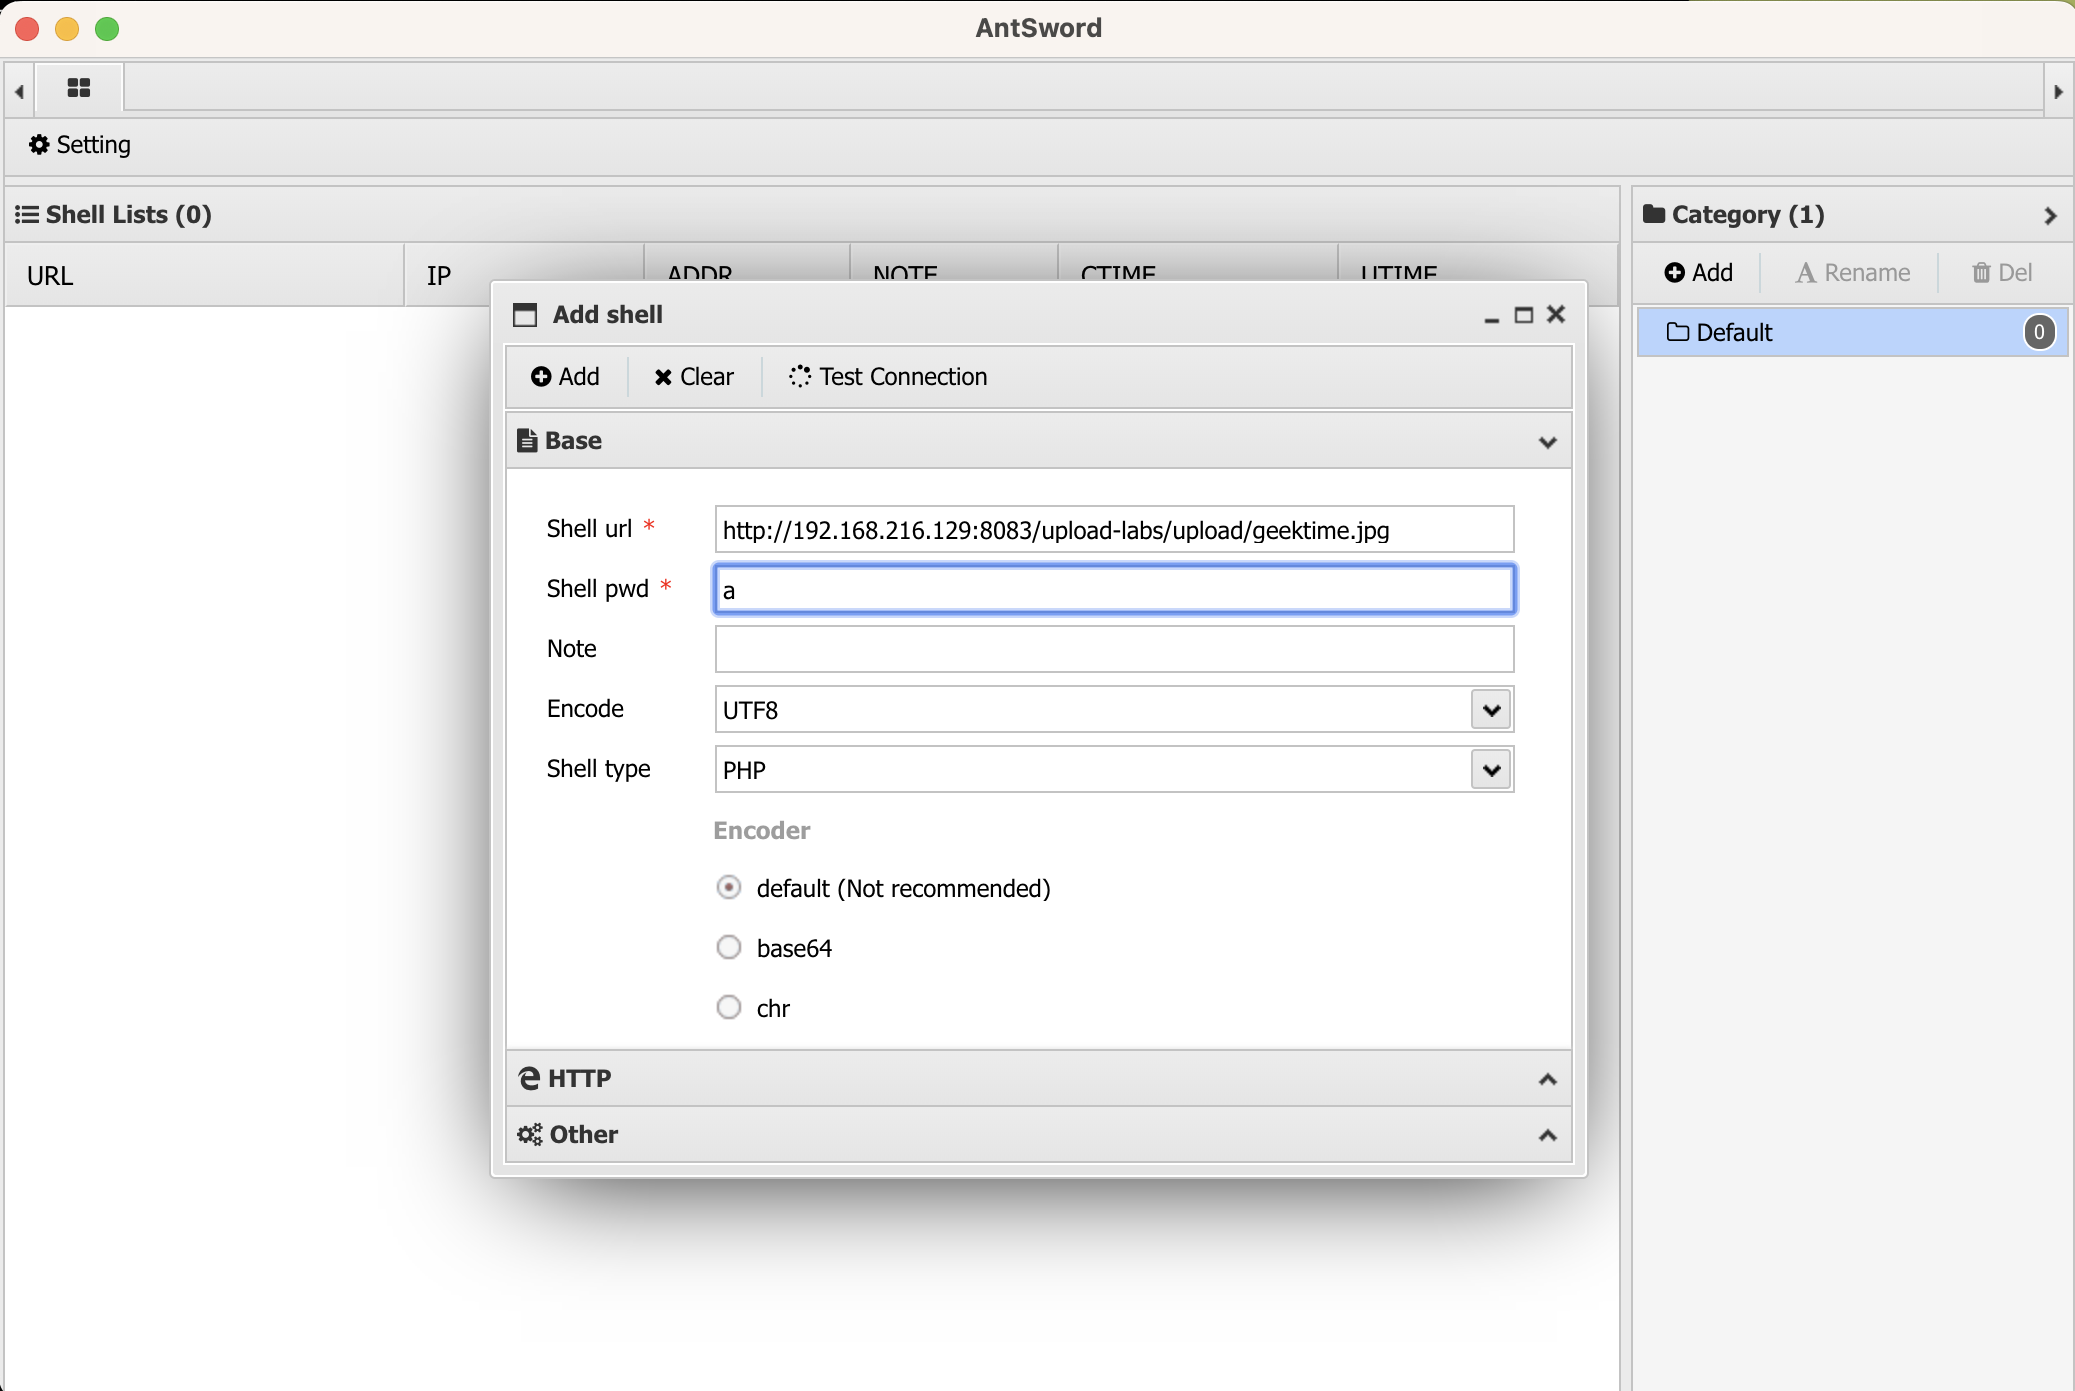 AntSword
Setting
Shell Lists (0)
URL IP ADDR NOTE CTIME UTIME
Category (1)
Add Rename Del
Default 0
Add shell
Add Clear Test Connection
Base
Shell url * http://192.168.216.129:8083/upload-labs/upload/geektime.jpg
Shell pwd * a
Note
Encode UTF8
Shell type PHP
Encoder
default (Not recommended)
base64
chr
HTTP
Other